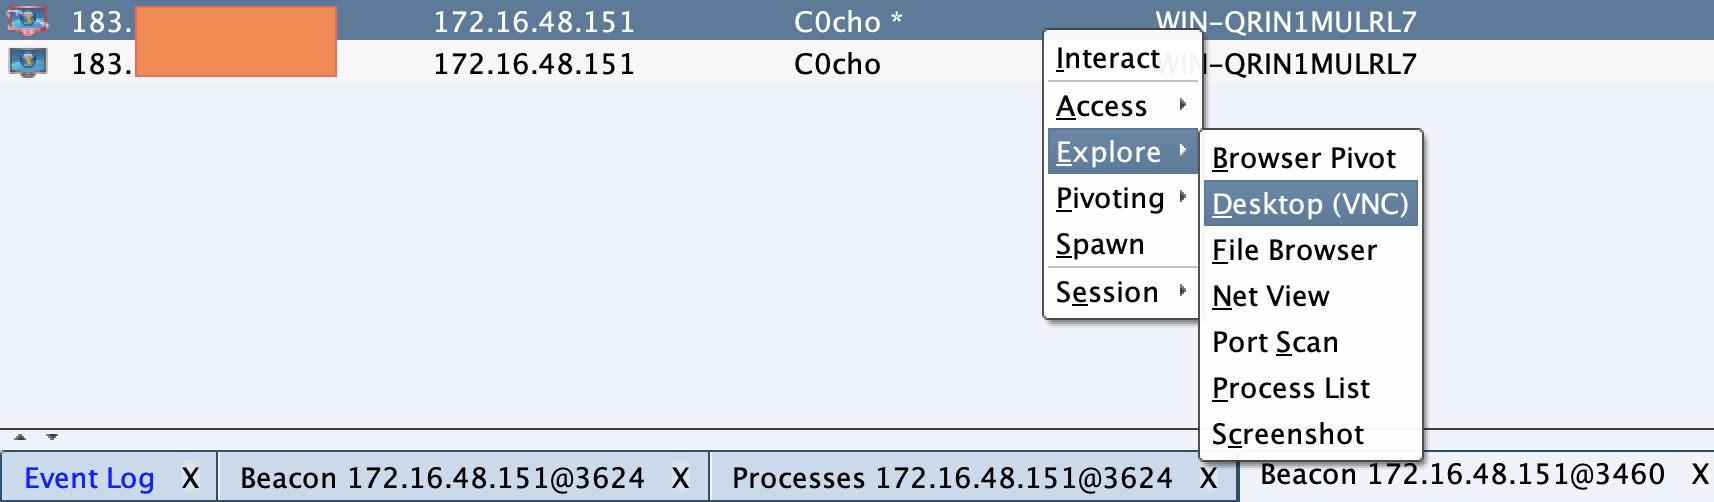 183. 172.16.48.151 C0cho * WIN-QRIN1MULRL7
183. 172.16.48.151 C0cho WIN-QRIN1MULRL7
Interact
Access
Explore
Pivoting
Spawn
Session
Browser Pivot
Desktop (VNC)
File Browser
Net View
Port Scan
Process List
Screenshot
Event Log X Beacon 172.16.48.151@3624 X Processes 172.16.48.151@3624 X Beacon 172.16.48.151@3460 X